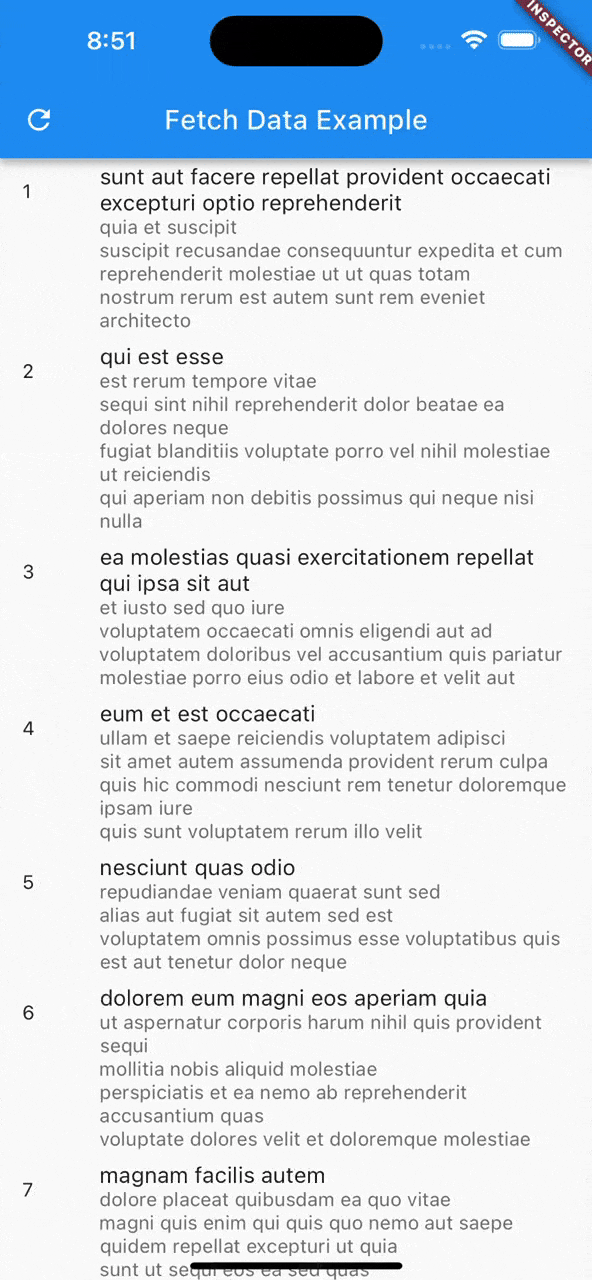 8:51
INSPECTOR
Fetch Data Example
1
sunt aut facere repellat provident occaecati
excepturi optio reprehenderit
quia et suscipit
suscipit recusandae consequuntur expedita et cum
reprehenderit molestiae ut ut quas totam
nostrum rerum est autem sunt rem eveniet
architecto
2
qui est esse
est rerum tempore vitae
sequi sint nihil reprehenderit dolor beatae ea
dolores neque
fugiat blanditiis voluptate porro vel nihil molestiae
ut reiciendis
qui aperiam non debitis possimus qui neque nisi
nulla
3
ea molestias quasi exercitationem repellat
qui ipsa sit aut
et iusto sed quo iure
voluptatem occaecati omnis eligendi aut ad
voluptatem doloribus vel accusantium quis pariatur
molestiae porro eius odio et labore et velit aut
4
eum et est occaecati
ullam et saepe reiciendis voluptatem adipisci
sit amet autem assumenda provident rerum culpa
quis hic commodi nesciunt rem tenetur doloremque
ipsam iure
quis sunt voluptatem rerum illo velit
5
nesciunt quas odio
repudiandae veniam quaerat sunt sed
alias aut fugiat sit autem sed est
voluptatem omnis possimus esse voluptatibus quis
est aut tenetur dolor neque
6
dolorem eum magni eos aperiam quia
ut aspernatur corporis harum nihil quis provident
sequi
mollitia nobis aliquid molestiae
perspiciatis et ea nemo ab reprehenderit
accusantium quas
voluptate dolores velit et doloremque molestiae
7
magnam facilis autem
dolore placeat quibusdam ea quo vitae
magni quis enim qui quis quo nemo aut saepe
quidem repellat excepturi ut quia
sunt ut sequi eos ea sed quas